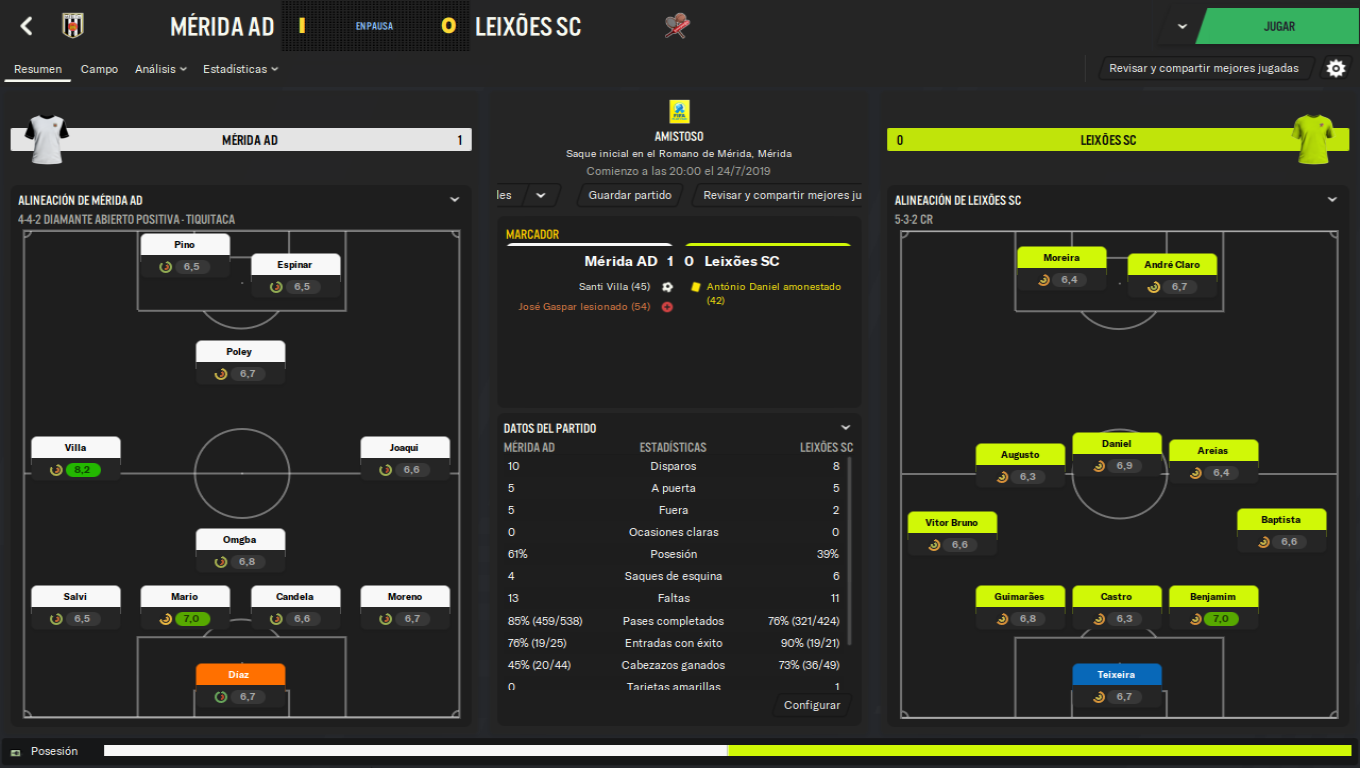 MÉRIDA AD 1 EN PAUSA 0 LEIXÕES SC
JUGAR
Resumen Campo Análisis Estadísticas
Revisar y compartir mejores jugadas
MÉRIDA AD 1
ALINEACIÓN DE MÉRIDA AD
4-4-2 DIAMANTE ABIERTO POSITIVA - TIQUITACA
Pino
6,5
Espinar
6,5
Poley
6,7
Villa
8,2
Joaqui
6,6
Omgba
6,8
Salvi
6,5
Mario
7,0
Candela
6,6
Moreno
6,7
Díaz
6,7
FIFA
AMISTOSO
Saque inicial en el Romano de Mérida, Mérida
Comienzo a las 20:00 el 24/7/2019
les Guardar partido Revisar y compartir mejores ju
MARCADOR
Mérida AD 1 0 Leixões SC
Santi Villa (45)
José Gaspar lesionado (54)
António Daniel amonestado
(42)
DATOS DEL PARTIDO
MÉRIDA AD ESTADÍSTICAS LEIXÕES SC
10 Disparos 8
5 A puerta 5
5 Fuera 2
0 Ocasiones claras 0
61% Posesión 39%
4 Saques de esquina 6
13 Faltas 11
85% (459/538) Pases completados 76% (321/424)
76% (19/25) Entradas con éxito 90% (19/21)
45% (20/44) Cabezazos ganados 73% (36/49)
0 Tarjetas amarillas 1
Configurar
0 LEIXÕES SC
ALINEACIÓN DE LEIXÕES SC
5-3-2 CR
Moreira
6,4
André Claro
6,7
Augusto
6,3
Daniel
6,9
Areias
6,4
Vitor Bruno
6,6
Baptista
6,6
Guimarães
6,8
Castro
6,3
Benjamim
7,0
Teixeira
6,7
Posesión